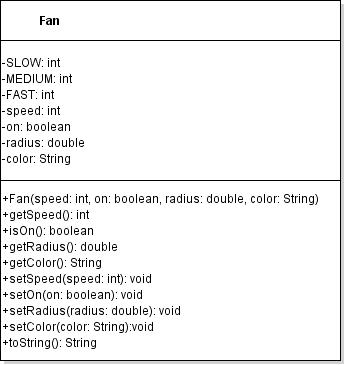 Fan
-SLOW: int
-MEDIUM: int
-FAST: int
-speed: int
-on: boolean
-radius: double
-color: String
+Fan(speed: int, on: boolean, radius: double, color: String)
+getSpeed(): int
+isOn(): boolean
+getRadius(): double
+getColor(): String
+setSpeed(speed: int): void
+setOn(on: boolean): void
+setRadius(radius: double): void
+setColor(color: String):void
+toString(): String